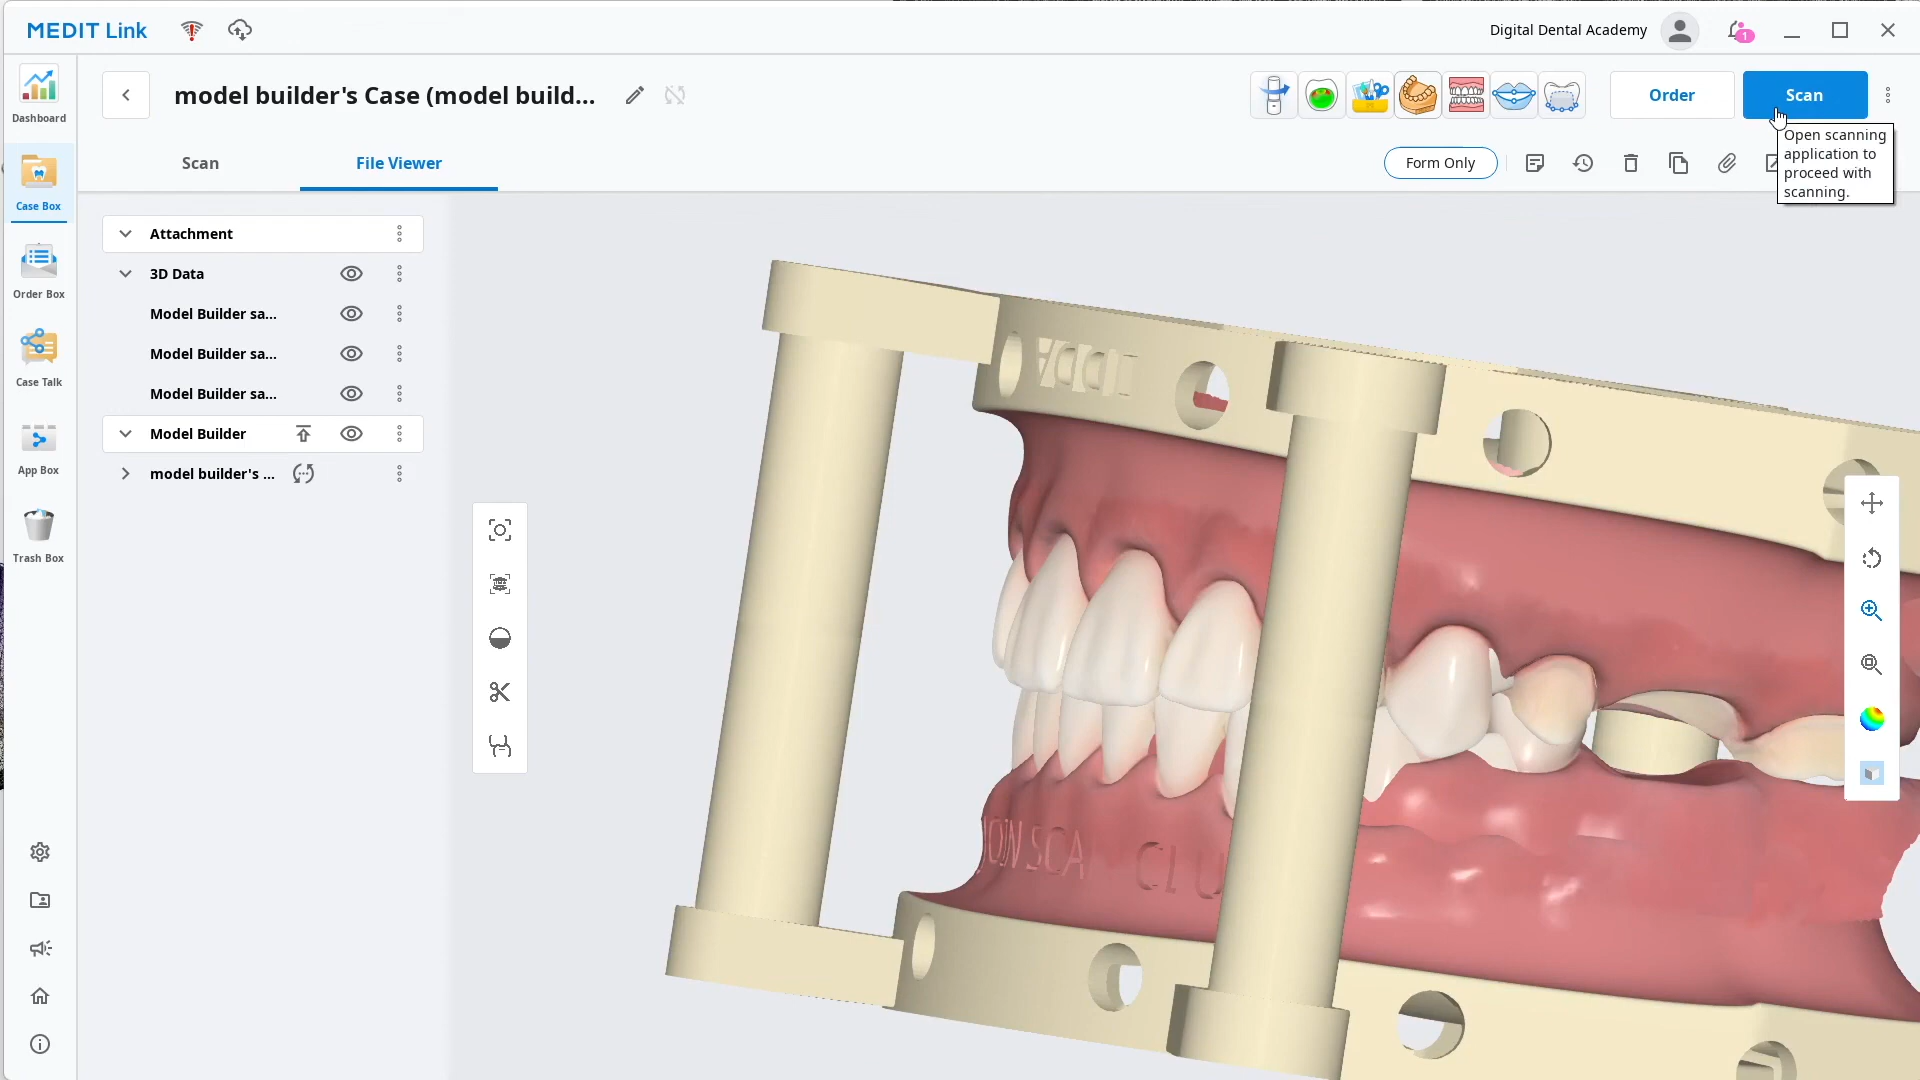 MEDIT Link
Digital Dental Academy
1
model builder's Case (model build...
Order
Scan
Open scanning
application to
proceed with
scanning.
Scan
File Viewer
Form Only
Dashboard
Case Box
Order Box
Case Talk
App Box
Trash Box
Attachment
3D Data
Model Builder sa...
Model Builder sa...
Model Builder sa...
Model Builder
model builder's ...